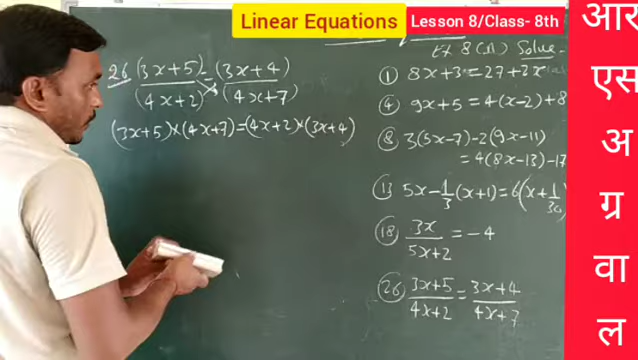 Linear Equations
Lesson 8/Class- 8th
Ex 8(A) Solve-
26 (3x+5)/(4x+2) = (3x+4)/(4x+7)
(3x+5)×(4x+7)=(4x+2)×(3x+4)
① 8x+3=27+2x
④ 9x+5=4(x-2)+8
⑧ 3(5x-7)-2(9x-11)
=4(8x-13)-17
⑬ 5x-1/3(x+1)=6(x+1/30)
⑱ 3x/5x+2 = -4
㉖ 3x+5/4x+2 = 3x+4/4x+7
आर
एस
अ
ग्र
वा
ल